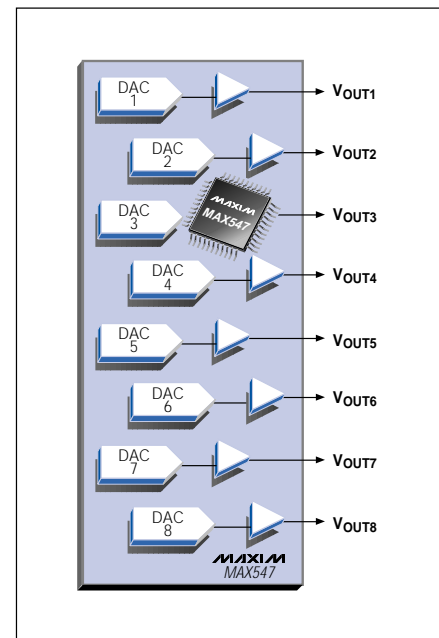 DAC
1
VOUT1
DAC
2
VOUT2
DAC
3
MAXIM
MAX547
VOUT3
DAC
4
VOUT4
DAC
5
VOUT5
DAC
6
VOUT6
DAC
7
VOUT7
DAC
8
VOUT8
MAXIM
MAX547